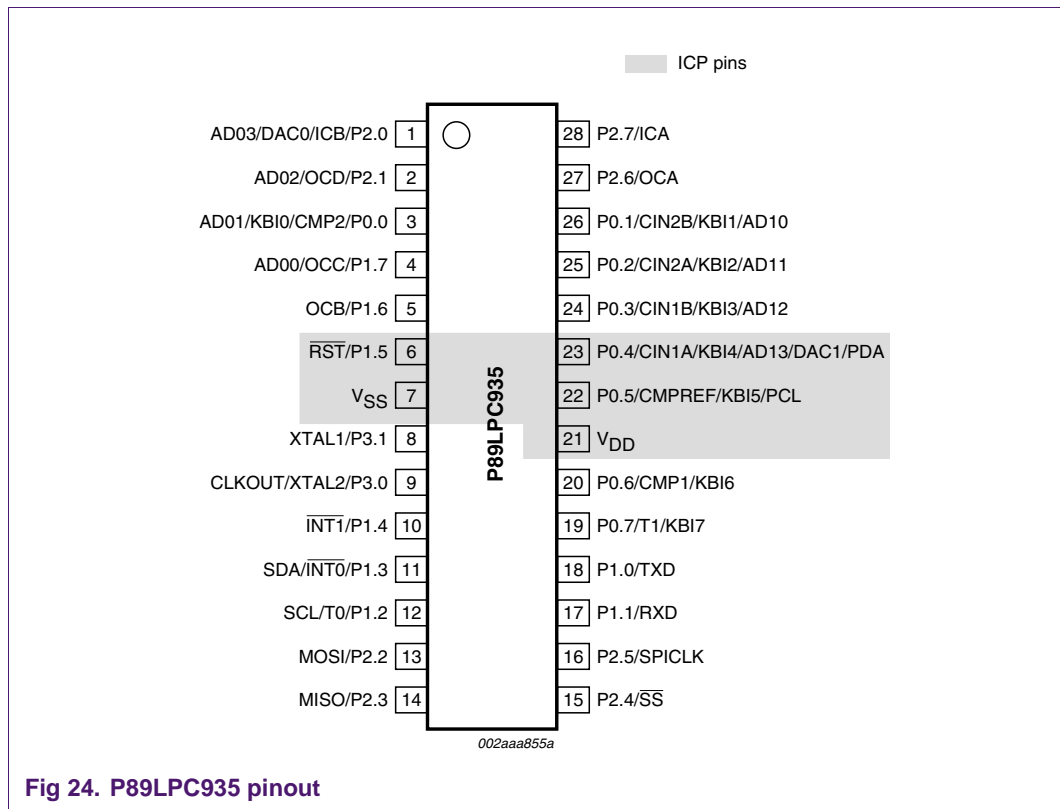 ICP pins
AD03/DAC0/ICB/P2.0 1 28 P2.7/ICA
AD02/OCD/P2.1 2 27 P2.6/OCA
AD01/KBI0/CMP2/P0.0 3 26 P0.1/CIN2B/KBI1/AD10
AD00/OCC/P1.7 4 25 P0.2/CIN2A/KBI2/AD11
OCB/P1.6 5 24 P0.3/CIN1B/KBI3/AD12
R̅S̅T̅/P1.5 6 23 P0.4/CIN1A/KBI4/AD13/DAC1/PDA
VSS 7 22 P0.5/CMPREF/KBI5/PCL
XTAL1/P3.1 8 21 VDD
CLKOUT/XTAL2/P3.0 9 20 P0.6/CMP1/KBI6
I̅N̅T̅1̅/P1.4 10 19 P0.7/T1/KBI7
SDA/I̅N̅T̅0̅/P1.3 11 18 P1.0/TXD
SCL/T0/P1.2 12 17 P1.1/RXD
MOSI/P2.2 13 16 P2.5/SPICLK
MISO/P2.3 14 15 P2.4/S̅S̅
P89LPC935
002aaa855a
Fig 24. P89LPC935 pinout